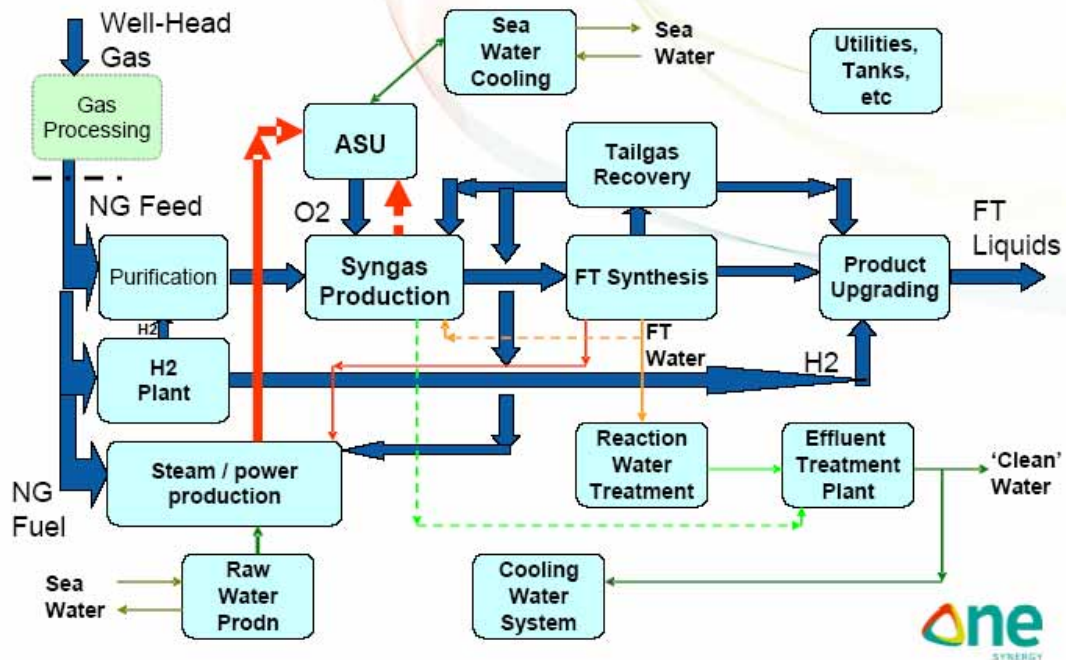 Well-Head
Gas
Gas
Processing
Sea
Water
Cooling
Sea
Water
Utilities,
Tanks,
etc
ASU
Tailgas
Recovery
NG Feed
O2
FT
Liquids
Purification
Syngas
Production
FT Synthesis
Product
Upgrading
H2
H2
Plant
FT
Water
H2
Steam / power
production
Reaction
Water
Treatment
Effluent
Treatment
Plant
'Clean'
Water
NG
Fuel
Sea
Water
Raw
Water
Prodn
Cooling
Water
System
One
SYNERGY